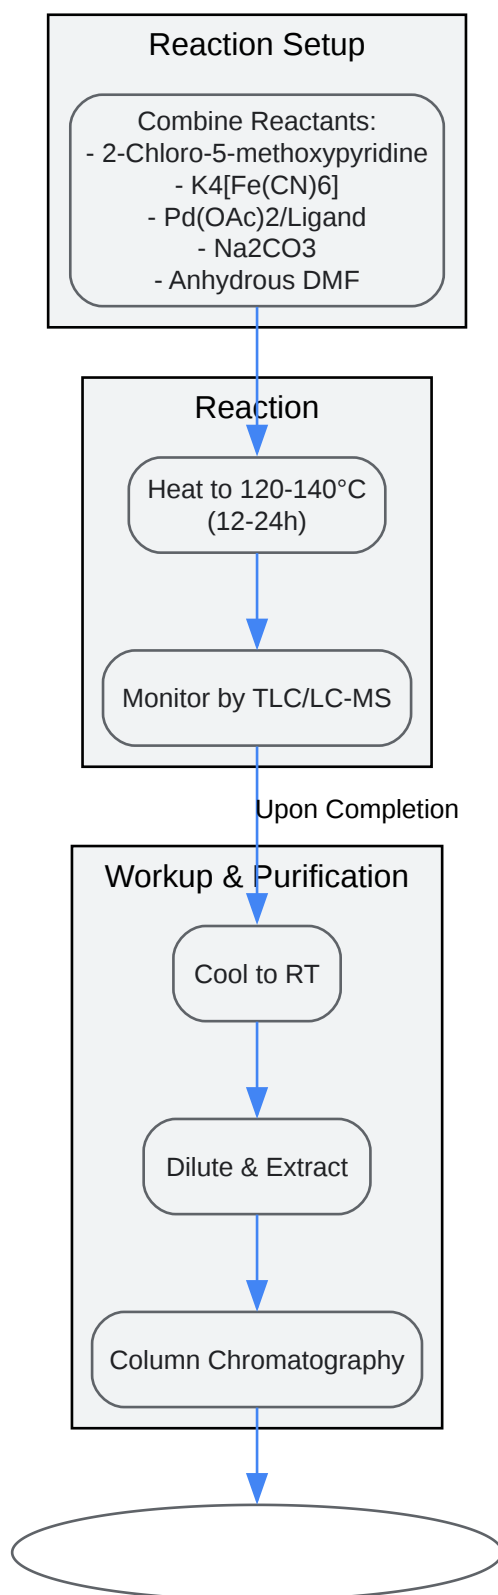 Reaction Setup
Combine Reactants:
- 2-Chloro-5-methoxypyridine
- K4[Fe(CN)6]
- Pd(OAc)2/Ligand
- Na2CO3
- Anhydrous DMF
Reaction
Heat to 120-140°C
(12-24h)
Monitor by TLC/LC-MS
Upon Completion
Workup & Purification
Cool to RT
Dilute & Extract
Column Chromatography